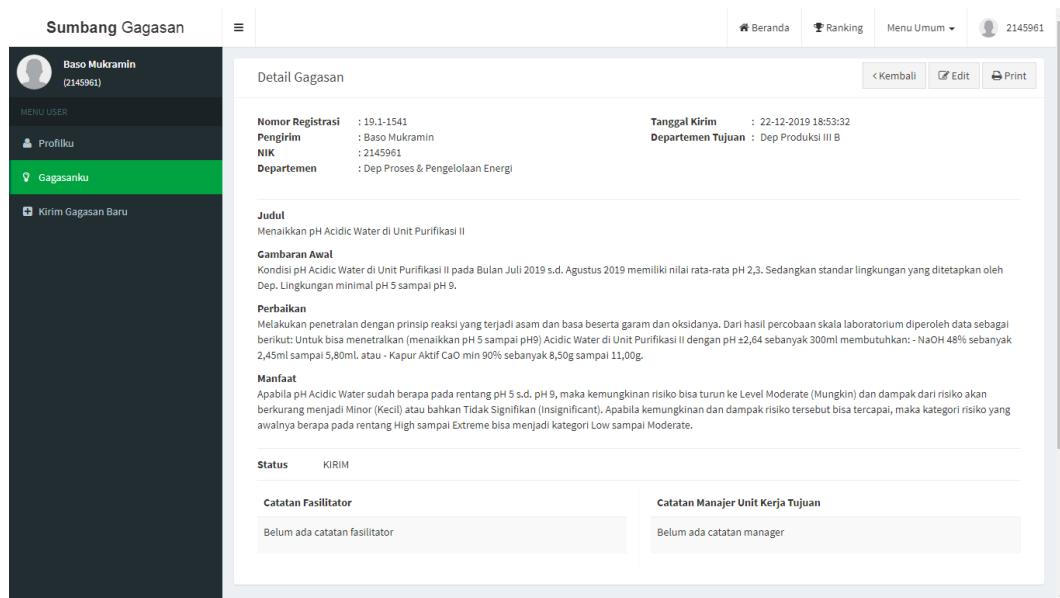 Sumbang Gagasan
Beranda
Ranking
Menu Umum
2145961
Baso Mukramin
(2145961)
MENU USER
Profilku
Gagasanku
Kirim Gagasan Baru
Detail Gagasan
Kembali
Edit
Print
Nomor Registrasi : 19.1-1541
Pengirim : Baso Mukramin
NIK : 2145961
Departemen : Dep Proses & Pengelolaan Energi
Tanggal Kirim : 22-12-2019 18:53:32
Departemen Tujuan : Dep Produksi III B
Judul
Menaikkan pH Acidic Water di Unit Purifikasi II
Gambaran Awal
Kondisi pH Acidic Water di Unit Purifikasi II pada Bulan Juli 2019 s.d. Agustus 2019 memiliki nilai rata-rata pH 2,3. Sedangkan standar lingkungan yang ditetapkan oleh
Dep. Lingkungan minimal pH 5 sampai pH 9.
Perbaikan
Melakukan penetralan dengan prinsip reaksi yang terjadi asam dan basa beserta garam dan oksidanya. Dari hasil percobaan skala laboratorium diperoleh data sebagai
berikut: Untuk bisa menetralkan (menaikkan pH 5 sampai pH9) Acidic Water di Unit Purifikasi II dengan pH ±2,64 sebanyak 300ml membutuhkan: - NaOH 48% sebanyak
2,45ml sampai 5,80ml. atau - Kapur Aktif CaO min 90% sebanyak 8,50g sampai 11,00g.
Manfaat
Apabila pH Acidic Water sudah berapa pada rentang pH 5 s.d. pH 9, maka kemungkinan risiko bisa turun ke Level Moderate (Mungkin) dan dampak dari risiko akan
berkurang menjadi Minor (Kecil) atau bahkan Tidak Signifikan (Insignificant). Apabila kemungkinan dan dampak risiko tersebut bisa tercapai, maka kategori risiko yang
awalnya berapa pada rentang High sampai Extreme bisa menjadi kategori Low sampai Moderate.
Status KIRIM
Catatan Fasilitator
Belum ada catatan fasilitator
Catatan Manajer Unit Kerja Tujuan
Belum ada catatan manager